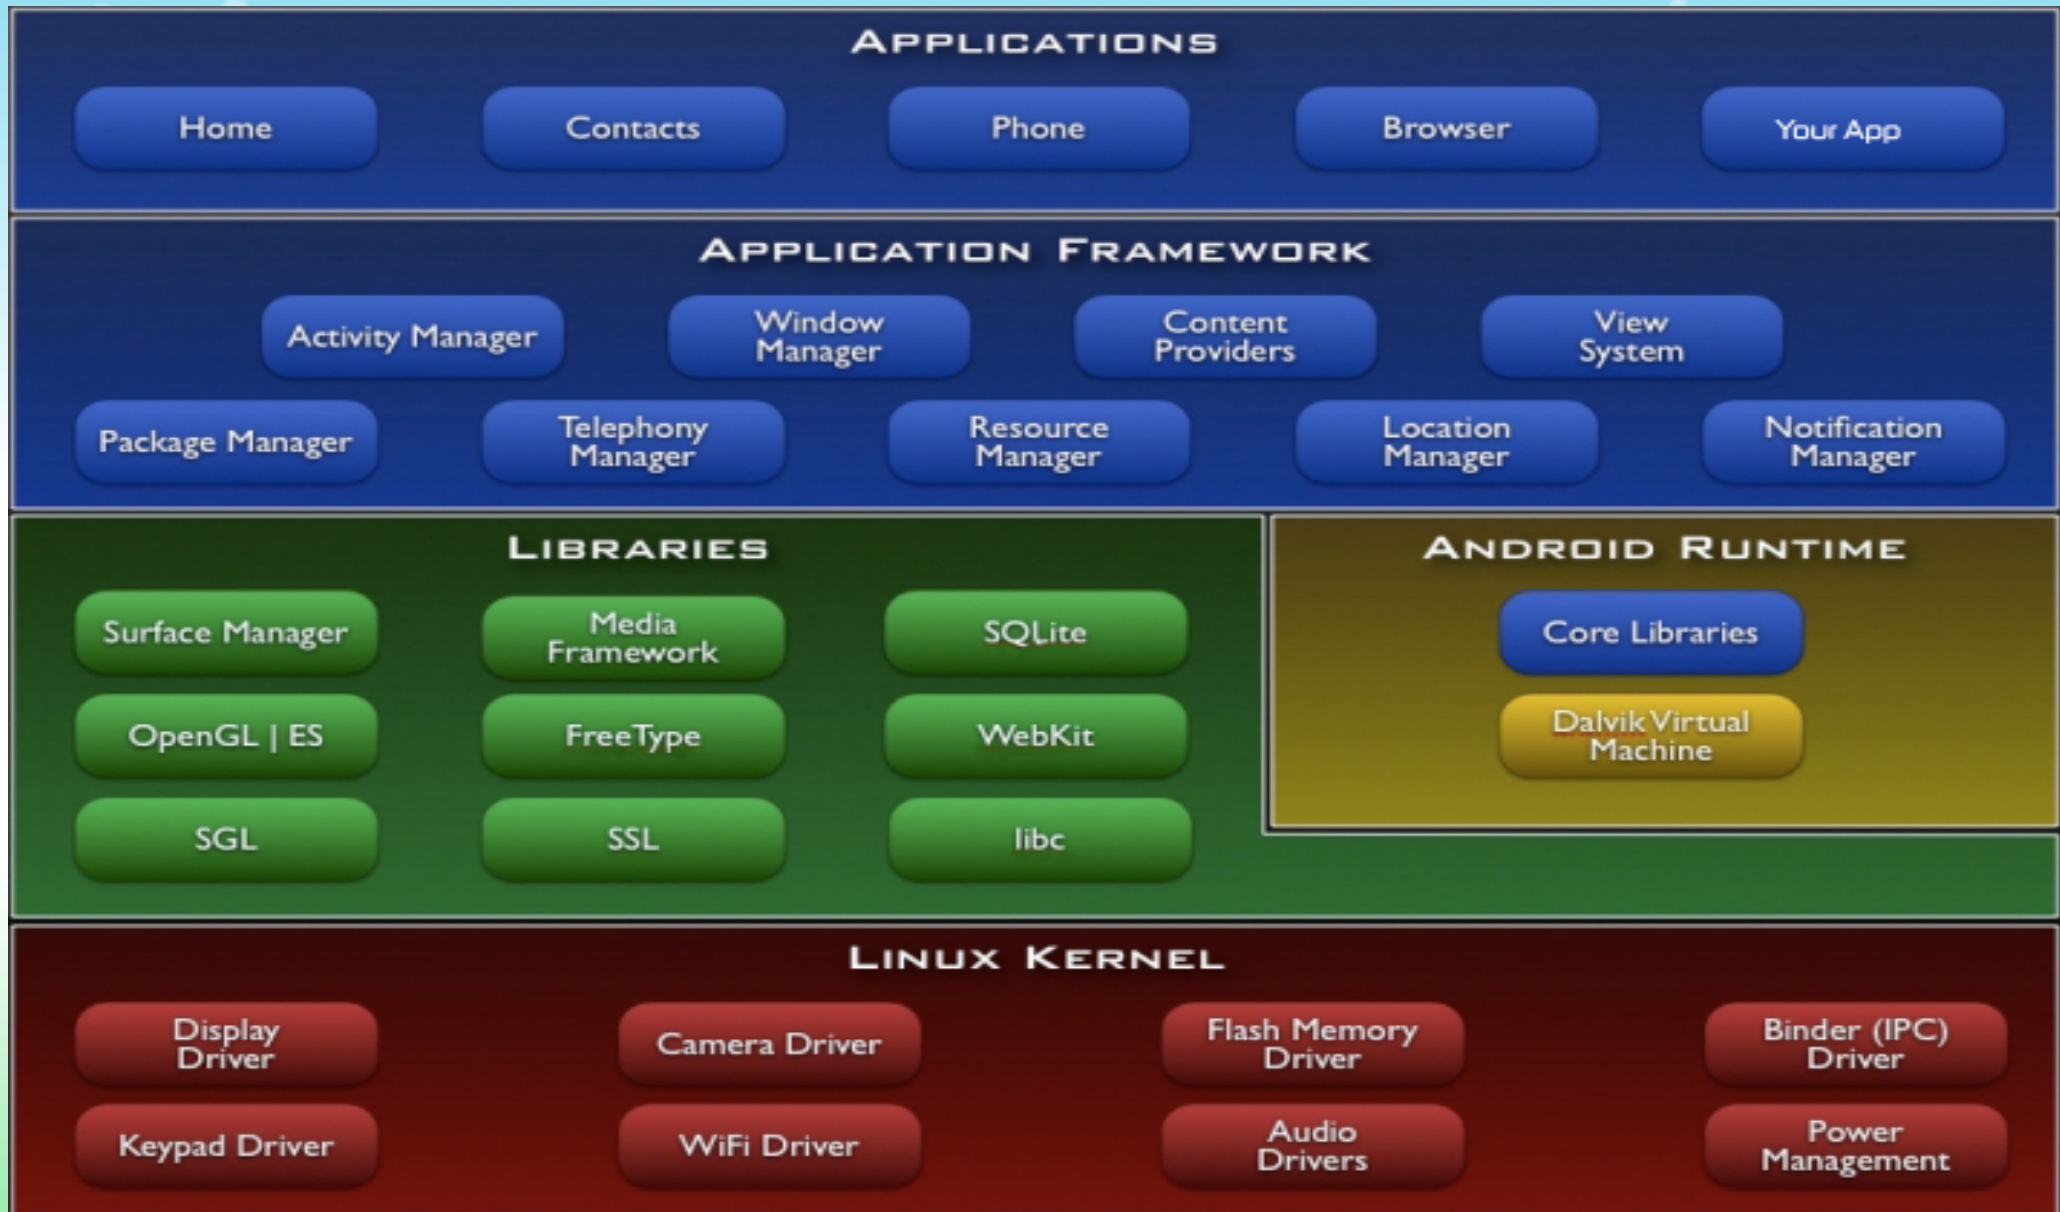 APPLICATIONS
Home
Contacts
Phone
Browser
Your App
APPLICATION FRAMEWORK
Activity Manager
Window
Manager
Content
Providers
View
System
Package Manager
Telephony
Manager
Resource
Manager
Location
Manager
Notification
Manager
LIBRARIES
Surface Manager
Media
Framework
SQLite
OpenGL | ES
FreeType
WebKit
SGL
SSL
libc
ANDROID RUNTIME
Core Libraries
Dalvik Virtual
Machine
LINUX KERNEL
Display
Driver
Camera Driver
Flash Memory
Driver
Binder (IPC)
Driver
Keypad Driver
WiFi Driver
Audio
Drivers
Power
Management